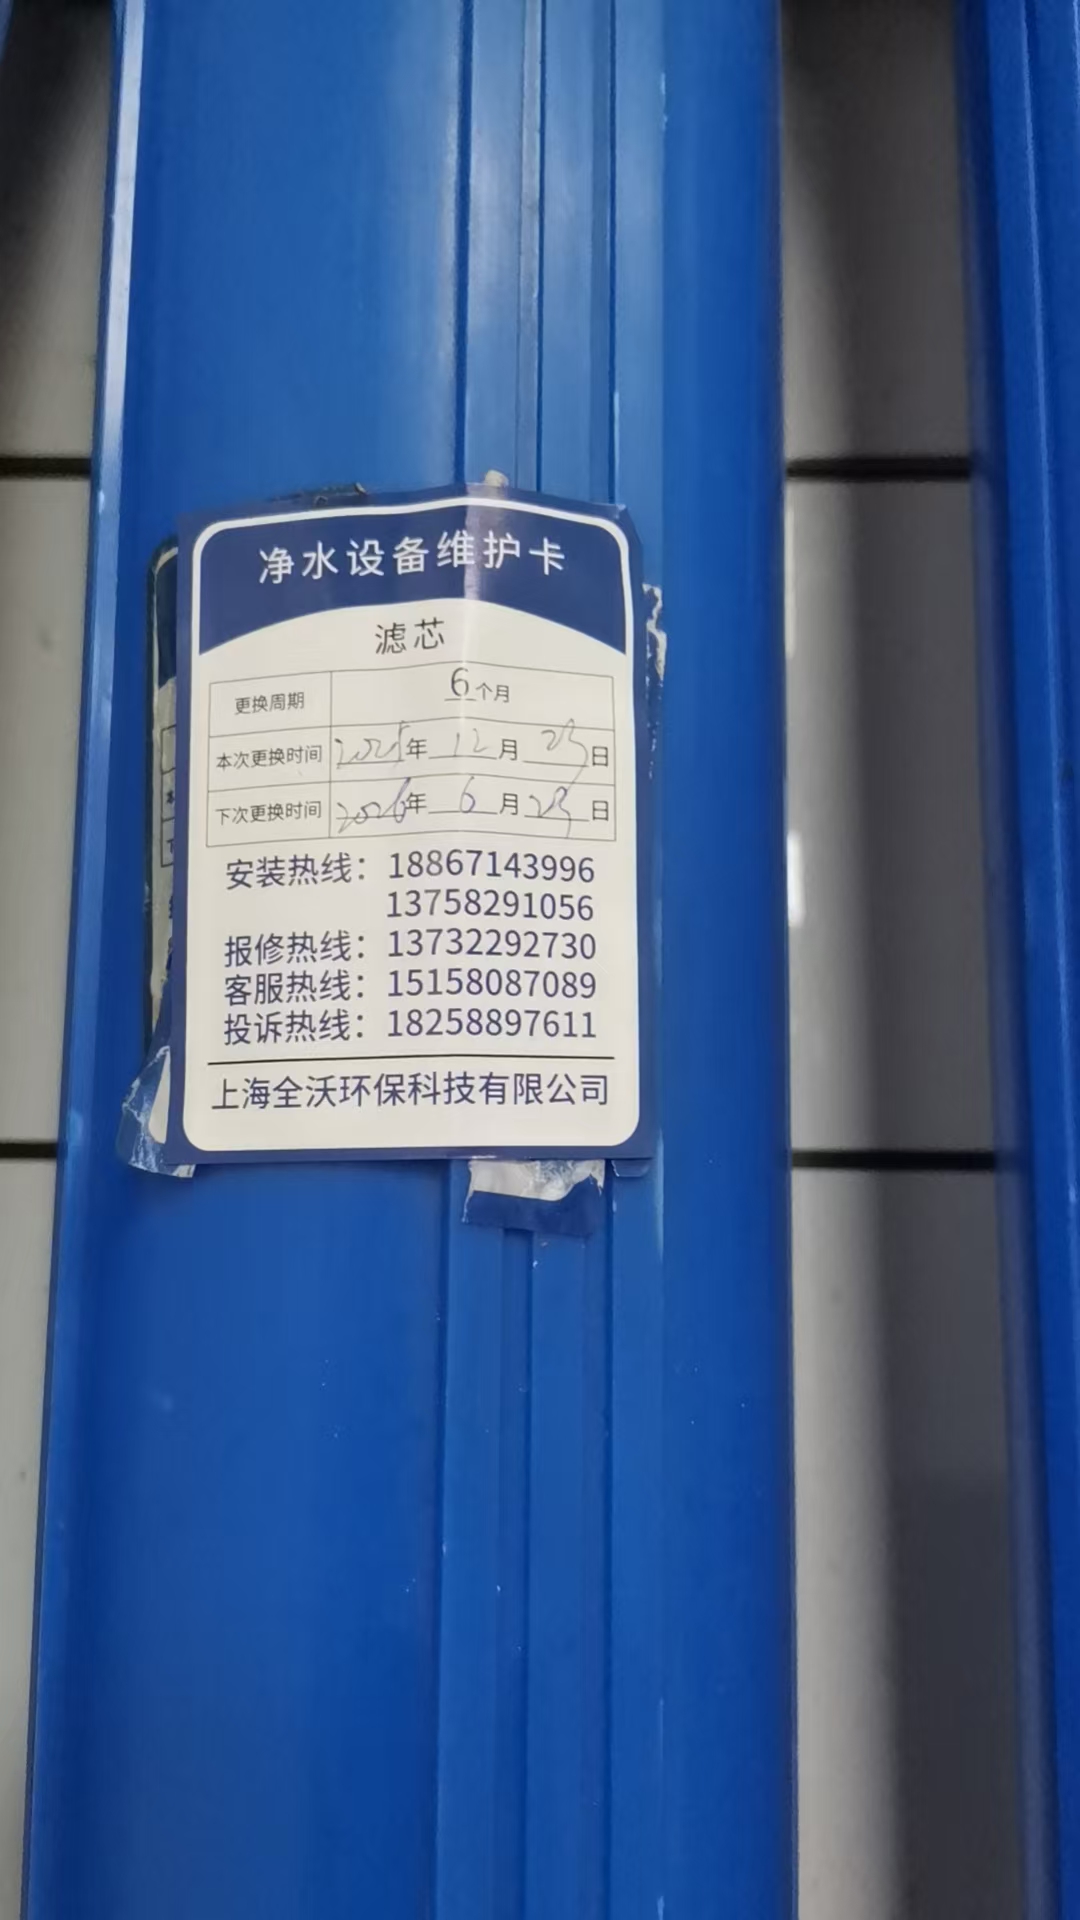 净水设备维护卡
滤芯
更换周期 6个月
本次更换时间 2025年12月23日
下次更换时间 2026年6月23日
安装热线：18867143996
13758291056
报修热线：13732292730
客服热线：15158087089
投诉热线：18258897611
上海全沃环保科技有限公司